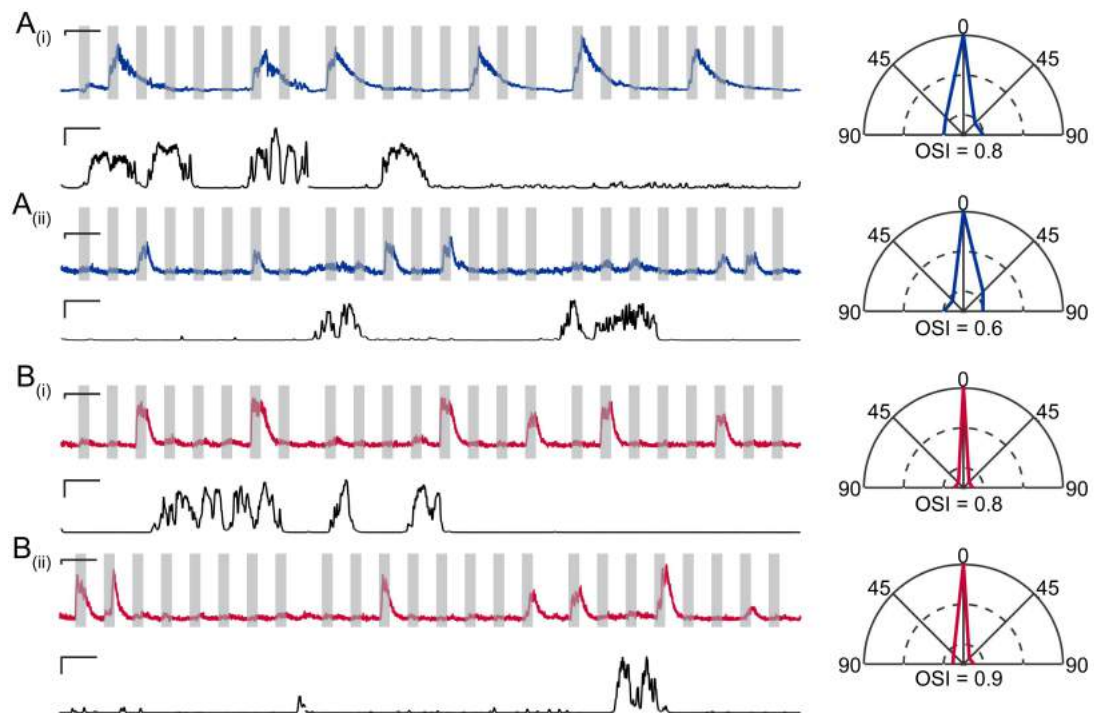 A(i)
0
45 45
90 90
OSI = 0.8
A(ii)
0
45 45
90 90
OSI = 0.6
B(i)
0
45 45
90 90
OSI = 0.8
B(ii)
0
45 45
90 90
OSI = 0.9